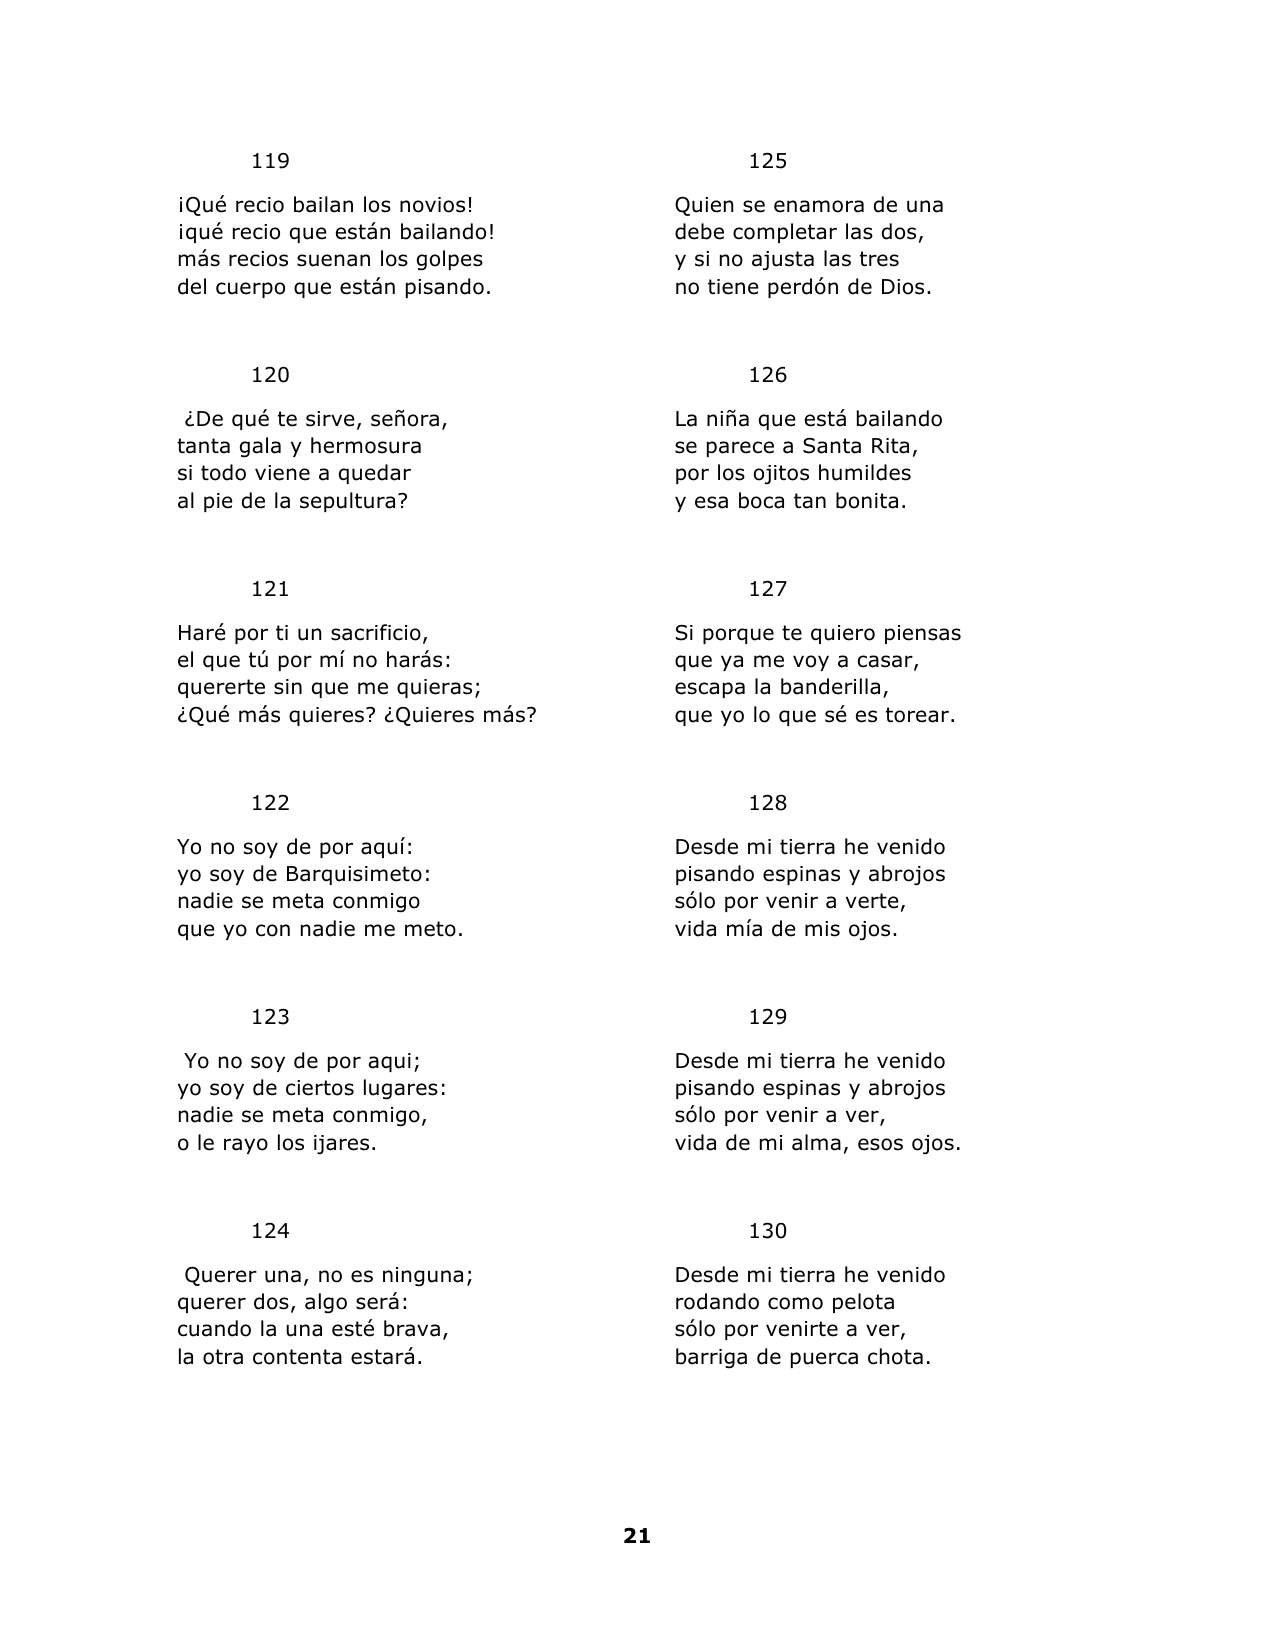 119
¡Qué recio bailan los novios!
¡qué recio que están bailando!
más recios suenan los golpes
del cuerpo que están pisando.
120
¿De qué te sirve, señora,
tanta gala y hermosura
si todo viene a quedar
al pie de la sepultura?
121
Haré por ti un sacrificio,
el que tú por mí no harás:
quererte sin que me quieras;
¿Qué más quieres? ¿Quieres más?
122
Yo no soy de por aquí:
yo soy de Barquisimeto:
nadie se meta conmigo
que yo con nadie me meto.
123
Yo no soy de por aqui;
yo soy de ciertos lugares:
nadie se meta conmigo,
o le rayo los ijares.
124
Querer una, no es ninguna;
querer dos, algo será:
cuando la una esté brava,
la otra contenta estará.
125
Quien se enamora de una
debe completar las dos,
y si no ajusta las tres
no tiene perdón de Dios.
126
La niña que está bailando
se parece a Santa Rita,
por los ojitos humildes
y esa boca tan bonita.
127
Si porque te quiero piensas
que ya me voy a casar,
escapa la banderilla,
que yo lo que sé es torear.
128
Desde mi tierra he venido
pisando espinas y abrojos
sólo por venir a verte,
vida mía de mis ojos.
129
Desde mi tierra he venido
pisando espinas y abrojos
sólo por venir a ver,
vida de mi alma, esos ojos.
130
Desde mi tierra he venido
rodando como pelota
sólo por venirte a ver,
barriga de puerca chota.
21